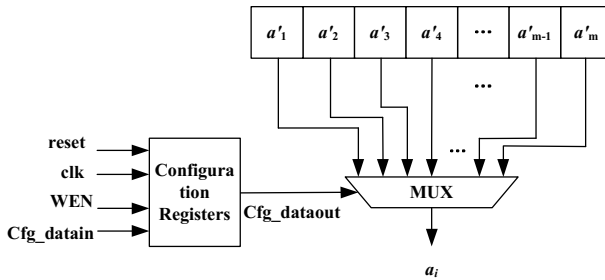 a'1 a'2 a'3 a'4 ... a'm-1 a'm
...
...
reset
clk
WEN
Cfg_datain
Configura
tion
Registers
Cfg_dataout
MUX
ai